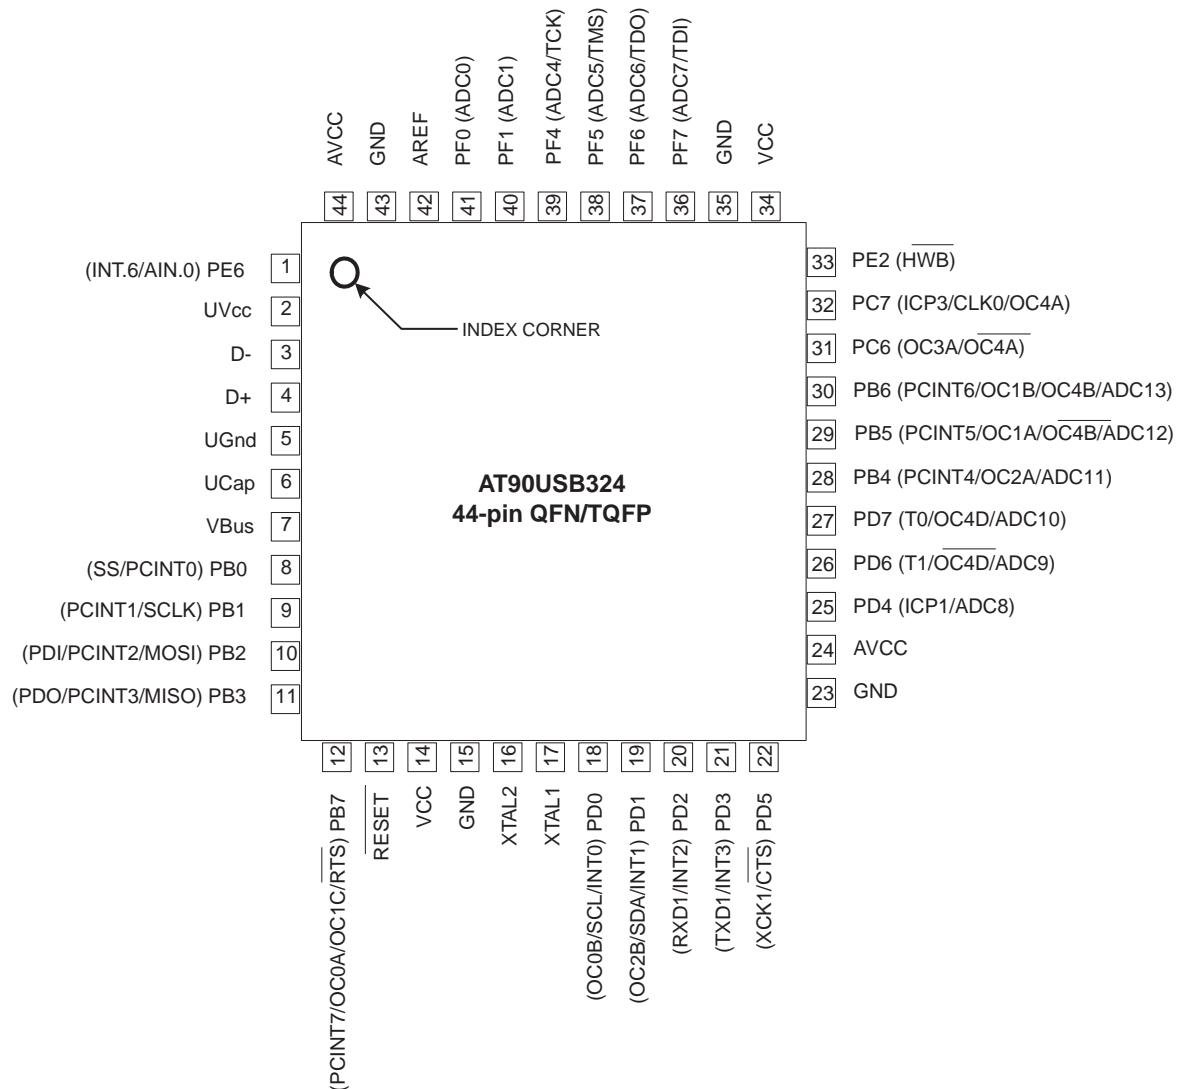 AVCC
GND
AREF
PF0 (ADC0)
PF1 (ADC1)
PF4 (ADC4/TCK)
PF5 (ADC5/TMS)
PF6 (ADC6/TDO)
PF7 (ADC7/TDI)
GND
VCC
44
43
42
41
40
39
38
37
36
35
34
(INT.6/AIN.0) PE6 1
UVcc 2
D- 3
D+ 4
UGnd 5
UCap 6
VBus 7
(SS/PCINT0) PB0 8
(PCINT1/SCLK) PB1 9
(PDI/PCINT2/MOSI) PB2 10
(PDO/PCINT3/MISO) PB3 11
INDEX CORNER
AT90USB324
44-pin QFN/TQFP
33 PE2 (HWB)
32 PC7 (ICP3/CLK0/OC4A)
31 PC6 (OC3A/OC4A)
30 PB6 (PCINT6/OC1B/OC4B/ADC13)
29 PB5 (PCINT5/OC1A/OC4B/ADC12)
28 PB4 (PCINT4/OC2A/ADC11)
27 PD7 (T0/OC4D/ADC10)
26 PD6 (T1/OC4D/ADC9)
25 PD4 (ICP1/ADC8)
24 AVCC
23 GND
12
13
14
15
16
17
18
19
20
21
22
(PCINT7/OC0A/OC1C/RTS) PB7
RESET
VCC
GND
XTAL2
XTAL1
(OC0B/SCL/INT0) PD0
(OC2B/SDA/INT1) PD1
(RXD1/INT2) PD2
(TXD1/INT3) PD3
(XCK1/CTS) PD5